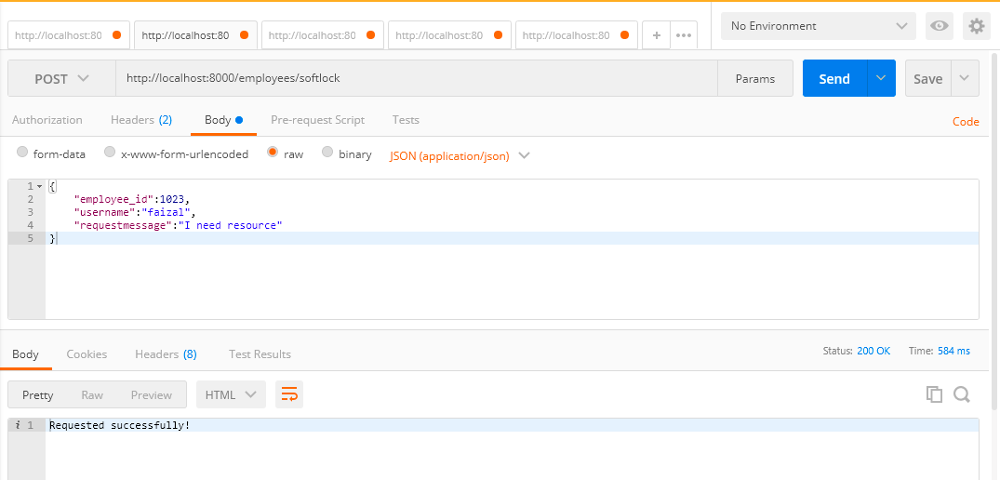 http://localhost:80 http://localhost:80 http://localhost:80 http://localhost:80 http://localhost:80 + ••• No Environment
POST http://localhost:8000/employees/softlock Params Send Save
Authorization Headers (2) Body Pre-request Script Tests Code
form-data x-www-form-urlencoded raw binary JSON (application/json)
1 {
2 "employee_id":1023,
3 "username":"faizal",
4 "requestmessage":"I need resource"
5 }
Body Cookies Headers (8) Test Results Status: 200 OK Time: 584 ms
Pretty Raw Preview HTML
i 1 Requested successfully!